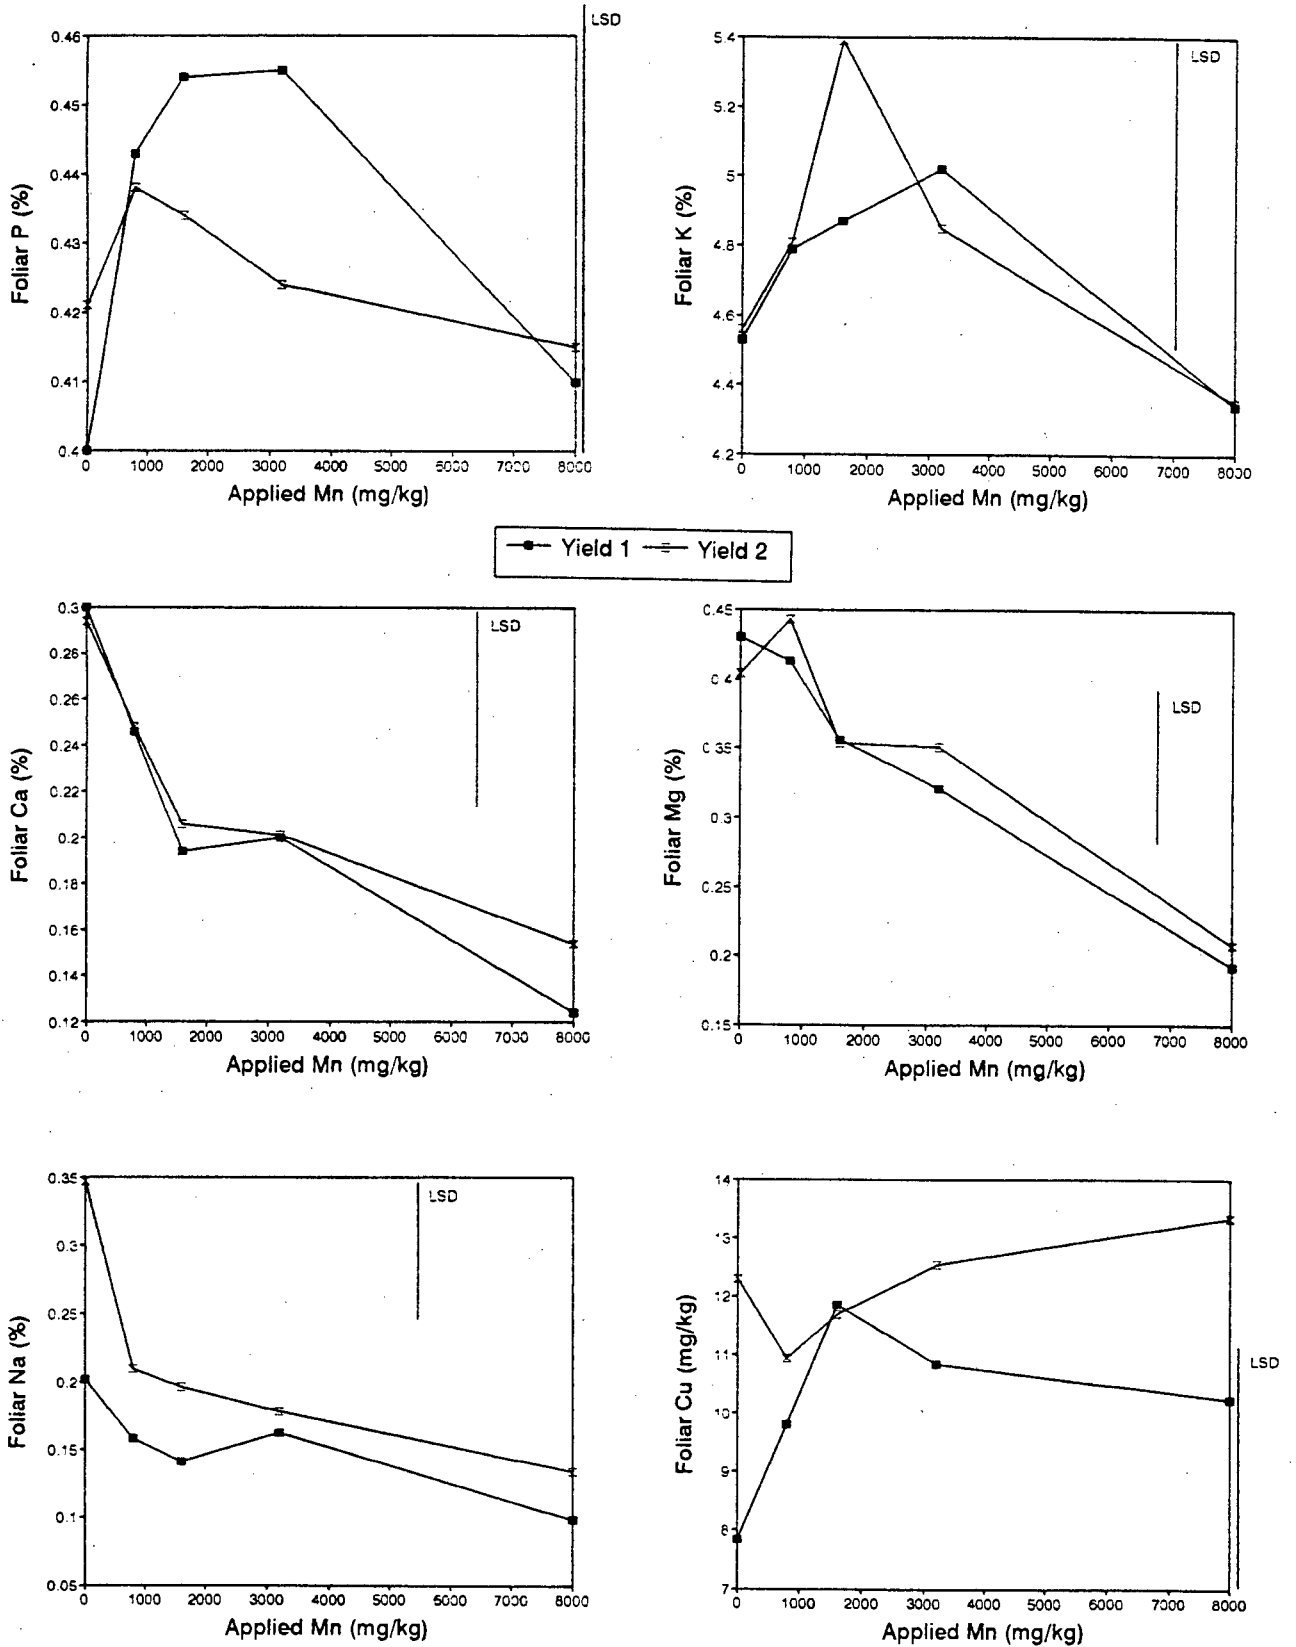 LSD
0.46
0.45
0.44
0.43
0.42
0.41
0.4
Foliar P (%)
0 1000 2000 3000 4000 5000 6000 7000 8000
Applied Mn (mg/kg)
LSD
5.4
5.2
5
4.8
4.6
4.4
4.2
Foliar K (%)
0 1000 2000 3000 4000 5000 6000 7000 8000
Applied Mn (mg/kg)
Yield 1 Yield 2
LSD
0.3
0.28
0.26
0.24
0.22
0.2
0.18
0.16
0.14
0.12
Foliar Ca (%)
0 1000 2000 3000 4000 5000 6000 7000 8000
Applied Mn (mg/kg)
LSD
0.45
0.4
0.35
0.3
0.25
0.2
0.15
Foliar Mg (%)
0 1000 2000 3000 4000 5000 6000 7000 8000
Applied Mn (mg/kg)
LSD
0.35
0.3
0.25
0.2
0.15
0.1
0.05
Foliar Na (%)
0 1000 2000 3000 4000 5000 6000 7000 8000
Applied Mn (mg/kg)
LSD
14
13
12
11
10
9
8
7
Foliar Cu (mg/kg)
0 1000 2000 3000 4000 5000 6000 7000 8000
Applied Mn (mg/kg)